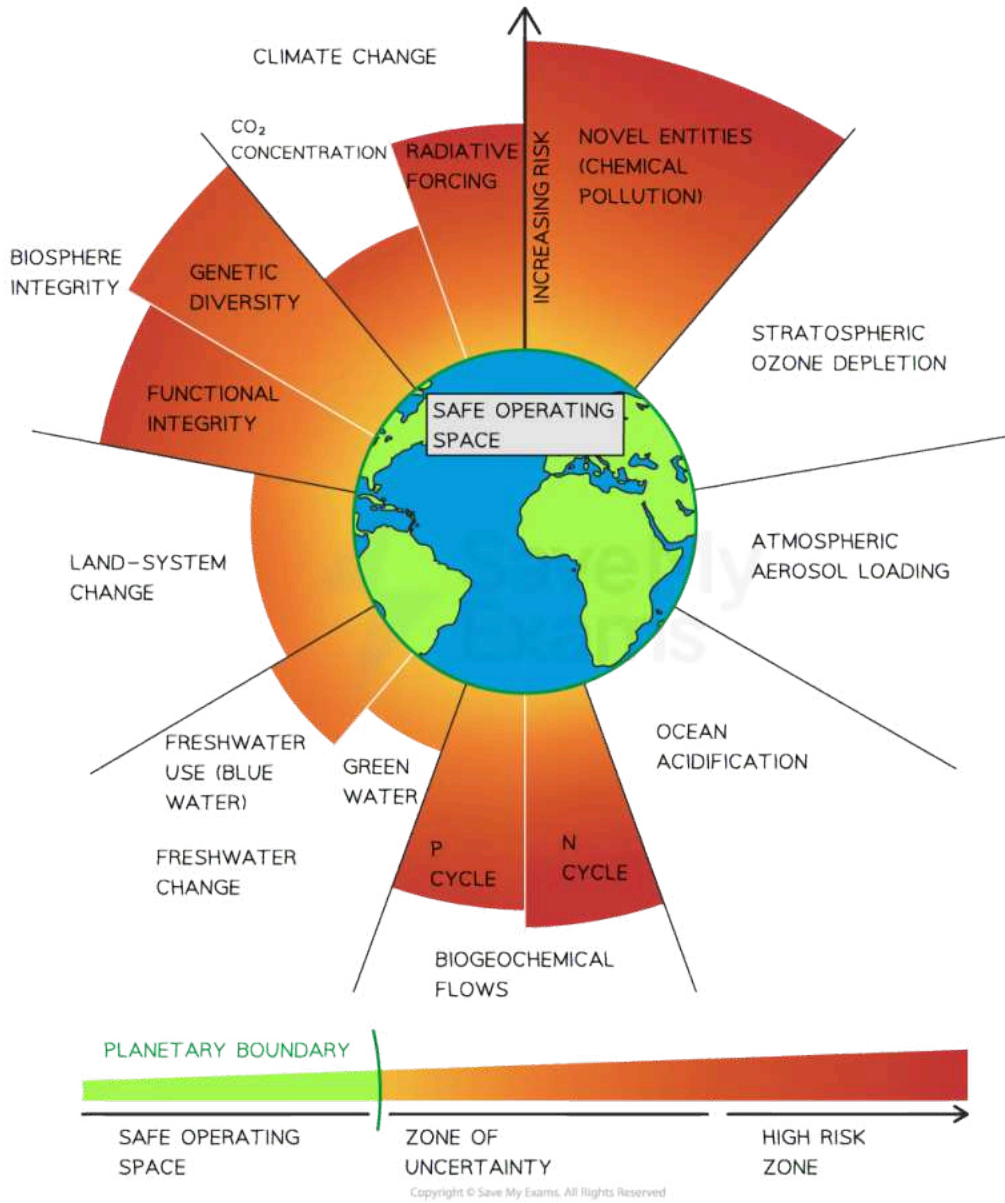 CLIMATE CHANGE
CO₂
CONCENTRATION
RADIATIVE
FORCING
INCREASING RISK
NOVEL ENTITIES
(CHEMICAL
POLLUTION)
BIOSPHERE
INTEGRITY
GENETIC
DIVERSITY
FUNCTIONAL
INTEGRITY
STRATOSPHERIC
OZONE DEPLETION
SAFE OPERATING
SPACE
LAND-SYSTEM
CHANGE
ATMOSPHERIC
AEROSOL LOADING
Save My
Exams
FRESHWATER
USE (BLUE
WATER)
GREEN
WATER
OCEAN
ACIDIFICATION
FRESHWATER
CHANGE
P
CYCLE
N
CYCLE
BIOGEOCHEMICAL
FLOWS
PLANETARY BOUNDARY
SAFE OPERATING
SPACE
ZONE OF
UNCERTAINTY
HIGH RISK
ZONE
Copyright © Save My Exams. All Rights Reserved